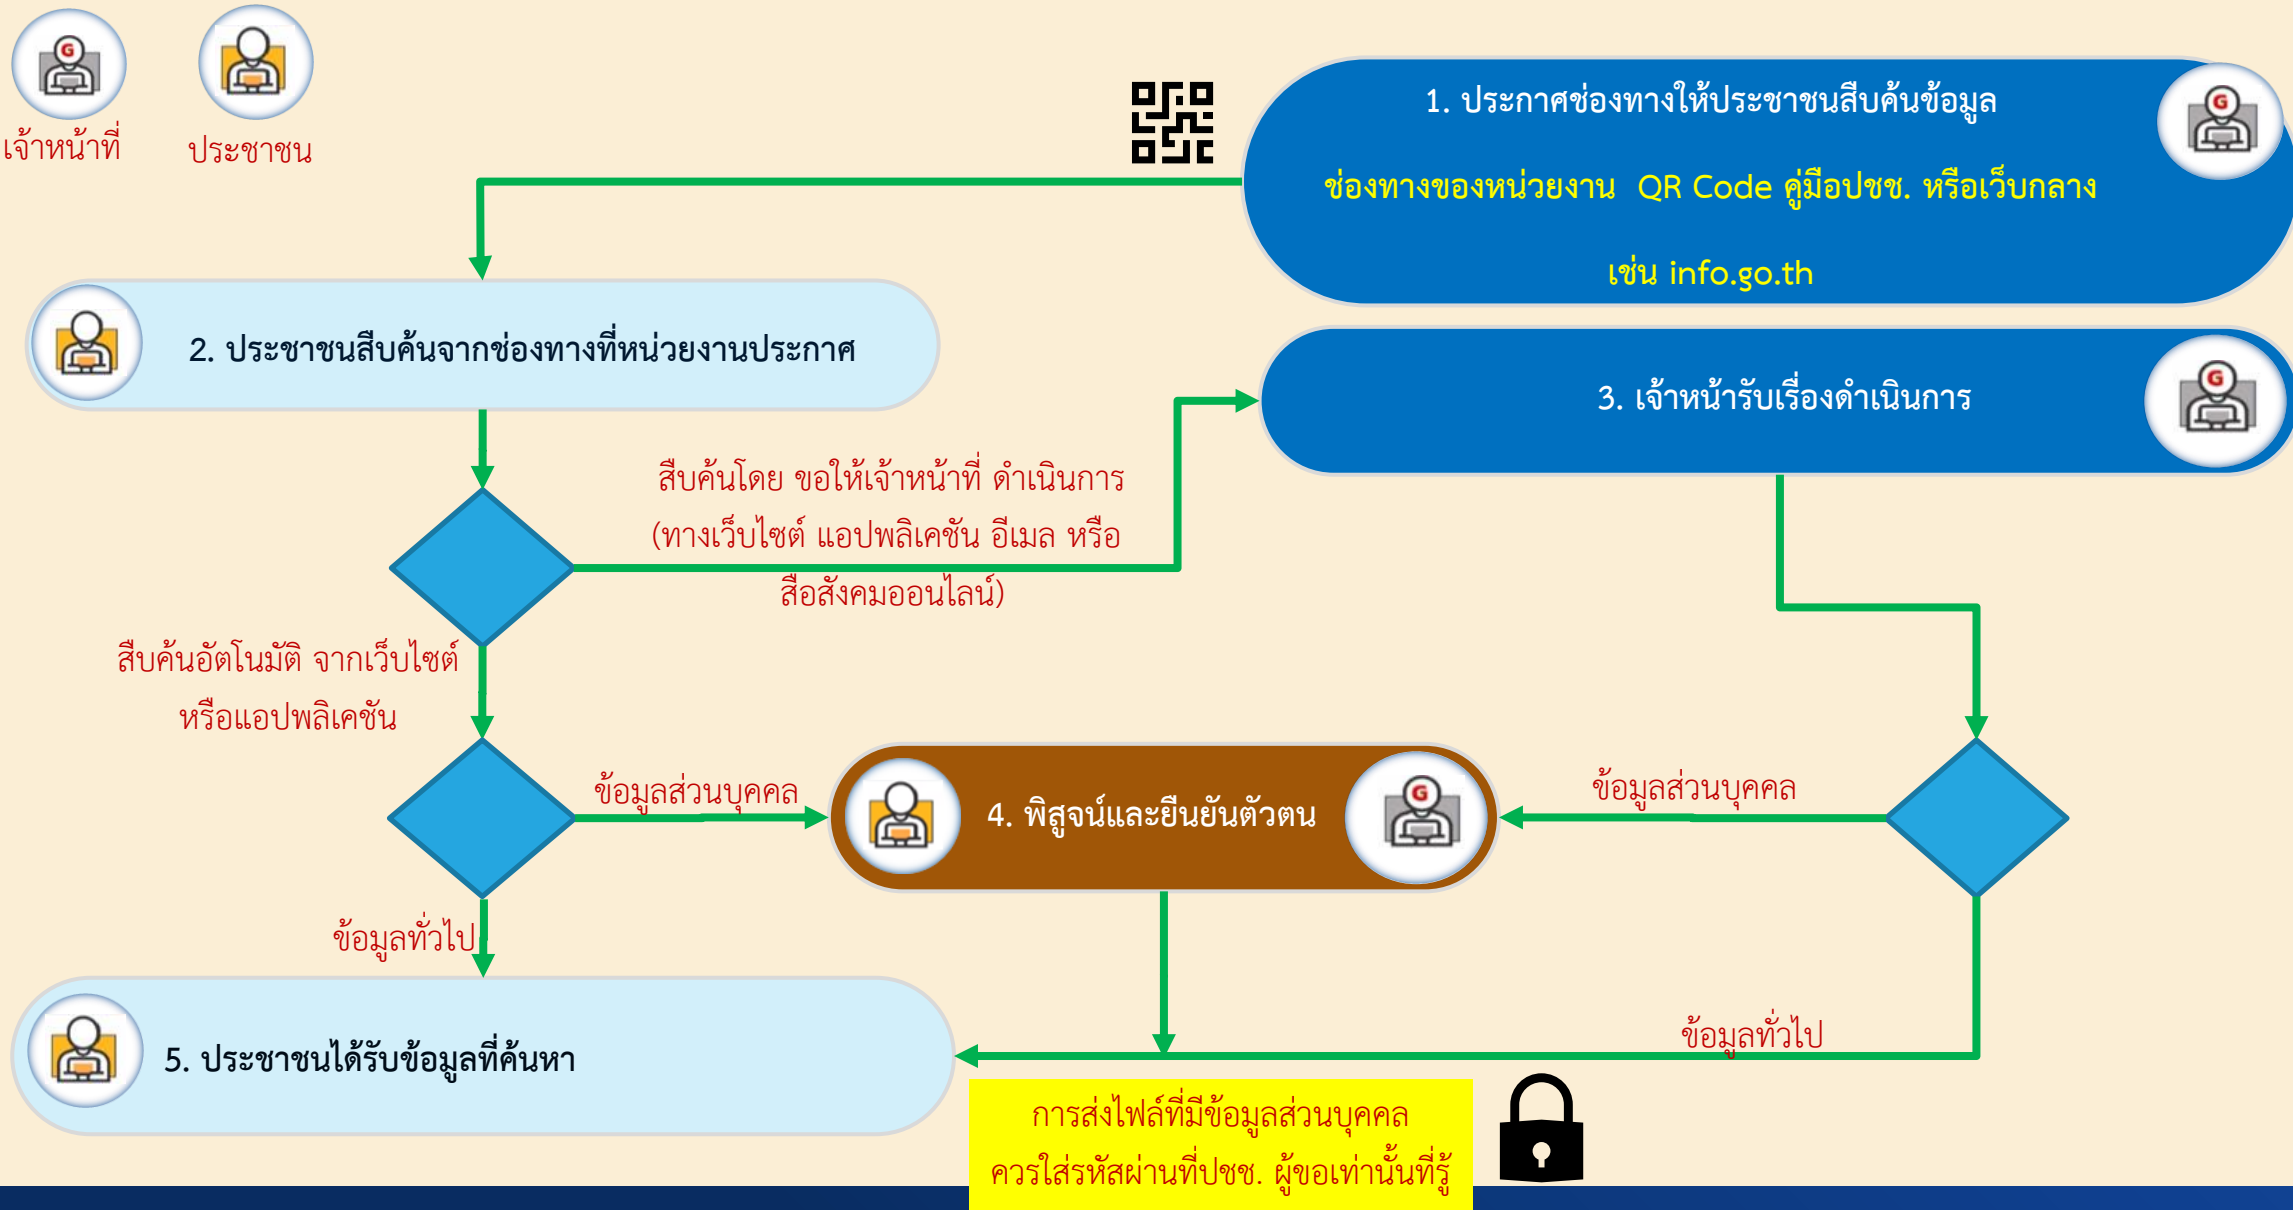 เจ้าหน้าที่
ประชาชน
1. ประกาศช่องทางให้ประชาชนสืบค้นข้อมูล
ช่องทางของหน่วยงาน QR Code คู่มือปชช. หรือเว็บกลาง
เช่น info.go.th
2. ประชาชนสืบค้นจากช่องทางที่หน่วยงานประกาศ
3. เจ้าหน้ารับเรื่องดำเนินการ
สืบค้นโดย ขอให้เจ้าหน้าที่ ดำเนินการ
(ทางเว็บไซต์ แอปพลิเคชัน อีเมล หรือ
สื่อสังคมออนไลน์)
สืบค้นอัตโนมัติ จากเว็บไซต์
หรือแอปพลิเคชัน
ข้อมูลส่วนบุคคล
4. พิสูจน์และยืนยันตัวตน
ข้อมูลส่วนบุคคล
ข้อมูลทั่วไป
5. ประชาชนได้รับข้อมูลที่ค้นหา
ข้อมูลทั่วไป
การส่งไฟล์ที่มีข้อมูลส่วนบุคคล
ควรใส่รหัสผ่านที่ปชช. ผู้ขอเท่านั้นที่รู้